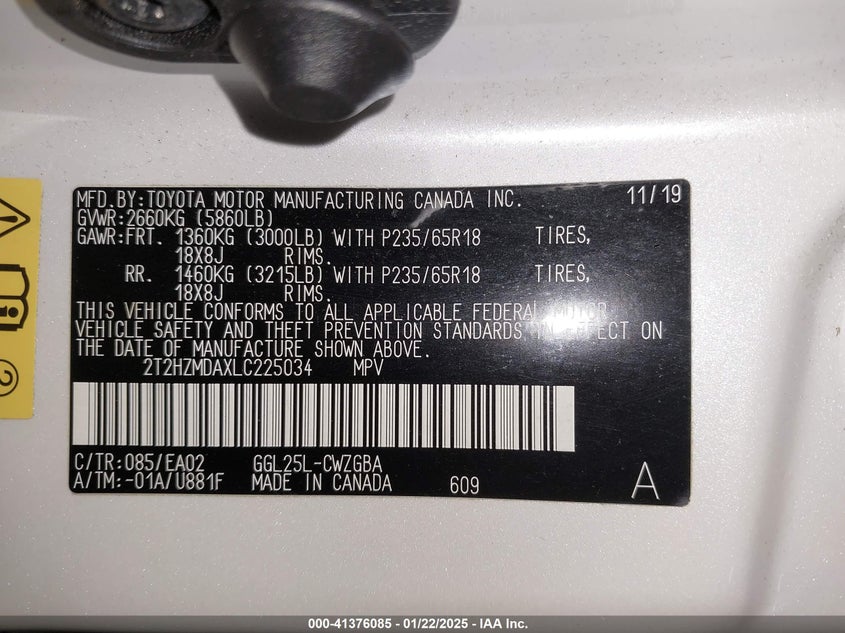 MFD.BY:TOYOTA MOTOR MANUFACTURING CANADA INC. 11/19
GVWR:2660KG (5860LB)
GAWR:FRT. 1360KG (3000LB) WITH P235/65R18 TIRES,
18X8J RIMS.
RR. 1460KG (3215LB) WITH P235/65R18 TIRES,
18X8J RIMS.
THIS VEHICLE CONFORMS TO ALL APPLICABLE FEDERAL MOTOR
VEHICLE SAFETY AND THEFT PREVENTION STANDARDS IN EFFECT ON
THE DATE OF MANUFACTURE SHOWN ABOVE.
2T2HZMDAXLC225034 MPV
C/TR:085/EA02 GGL25L-CWZGBA
A/TM:-01A/U881F MADE IN CANADA 609 A
2
000-41376085 - 01/22/2025 - IAA Inc.